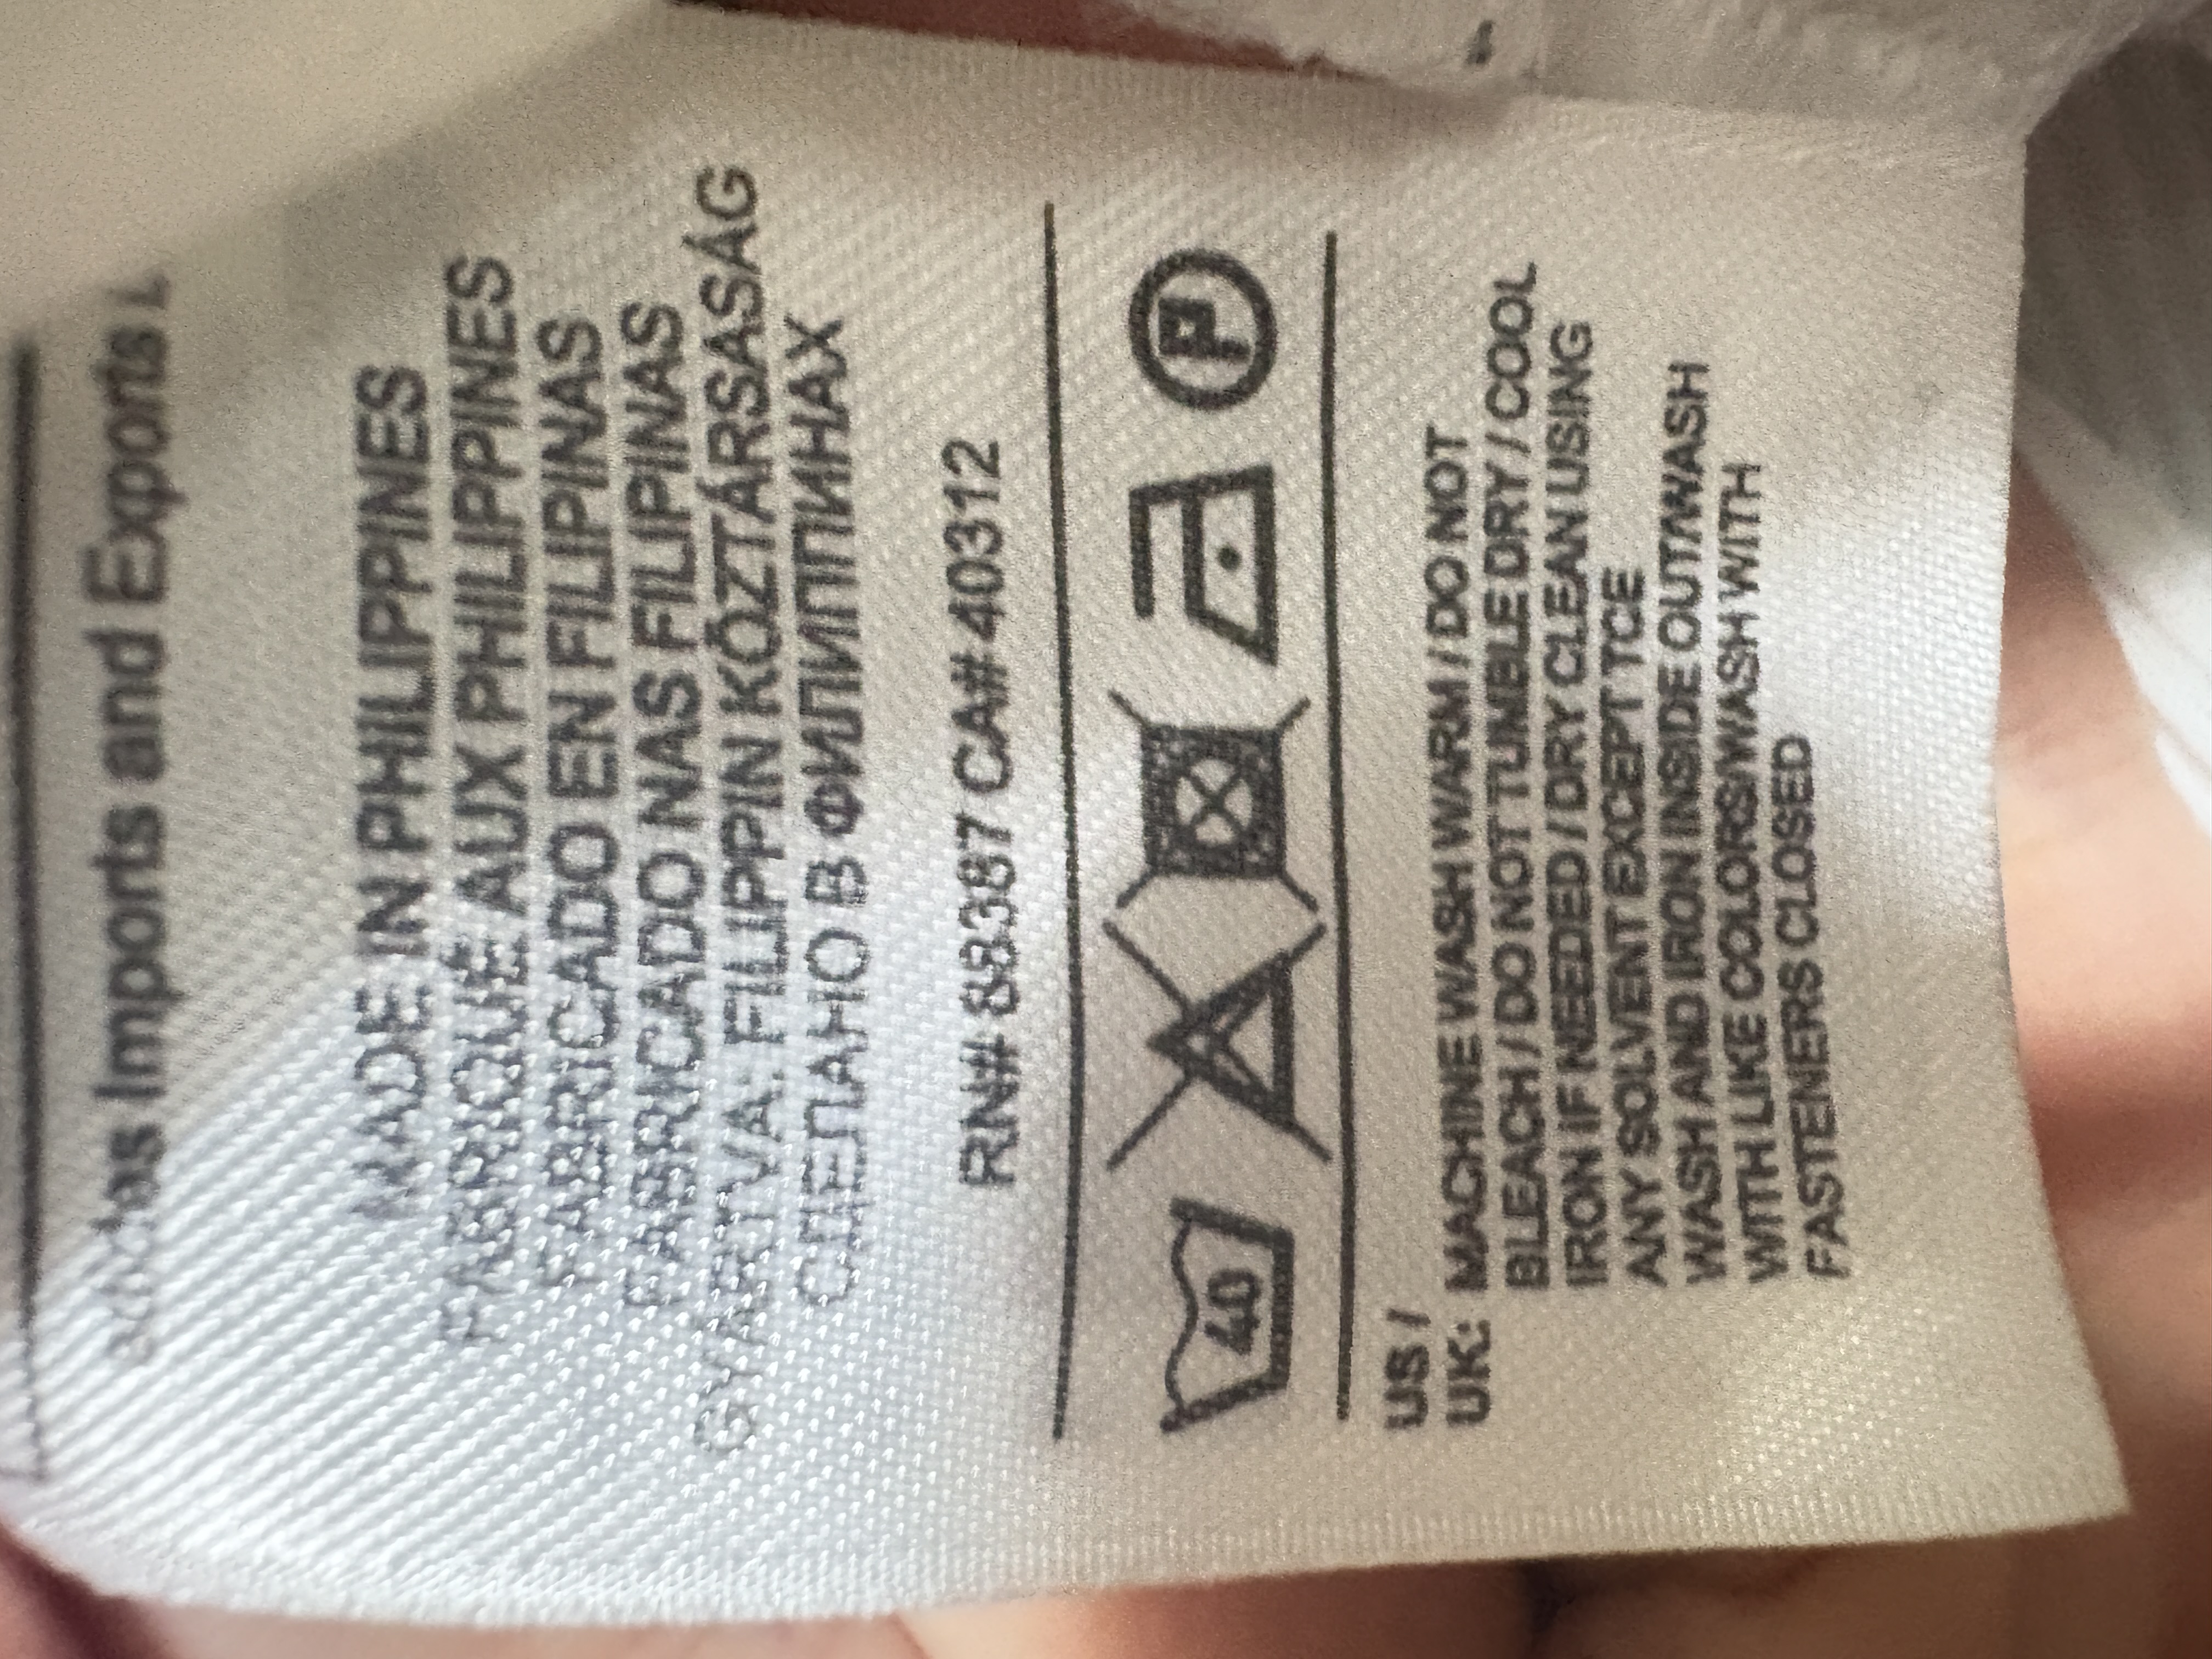 adidas Imports and Exports
MADE IN PHILIPPINES
FABRIQUÉ AUX PHILIPPINES
FABRICADO EN FILIPINAS
FABRICADO NAS FILIPINAS
GYÁRTVA: FILIPPIN KÖZTÁRSASÁG
СДЕЛАНО В ФИЛИППИНАХ
RN# 88387 CA# 40312
40 P
US /
UK: MACHINE WASH WARM / DO NOT
BLEACH / DO NOT TUMBLE DRY / COOL
IRON IF NEEDED / DRY CLEAN USING
ANY SOLVENT EXCEPT TCE
WASH AND IRON INSIDE OUT/WASH
WITH LIKE COLORS/WASH WITH
FASTENERS CLOSED